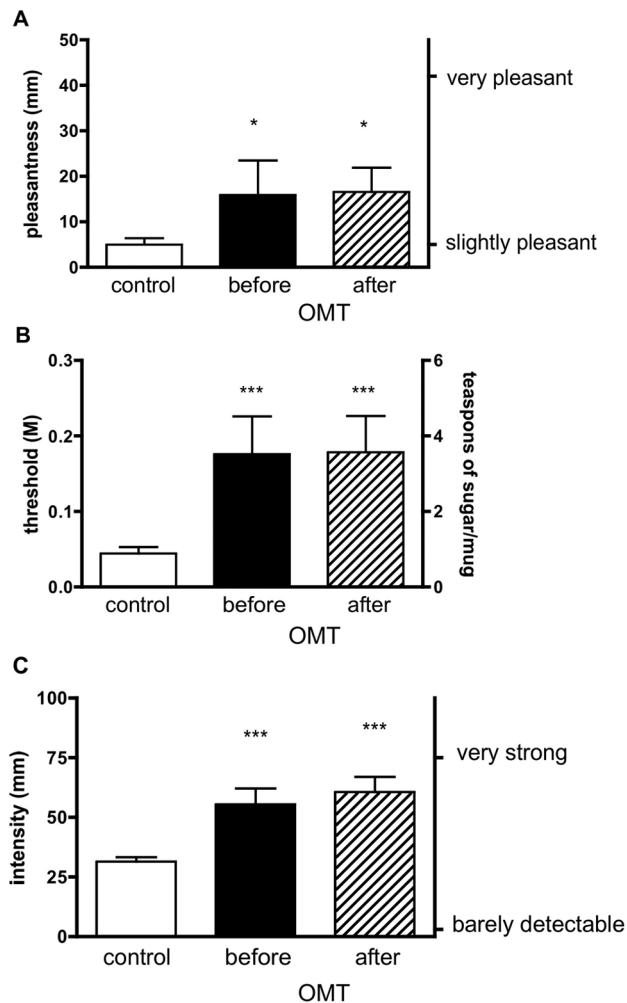 A
50
40
30
20
10
0
pleasantness (mm)
* *
very pleasant
slightly pleasant
control before after
OMT
B
0.3
0.2
0.1
0.0
threshold (M)
*** ***
6
4
2
0
teaspons of sugar/mug
control before after
OMT
C
100
75
50
25
0
intensity (mm)
*** ***
very strong
barely detectable
control before after
OMT